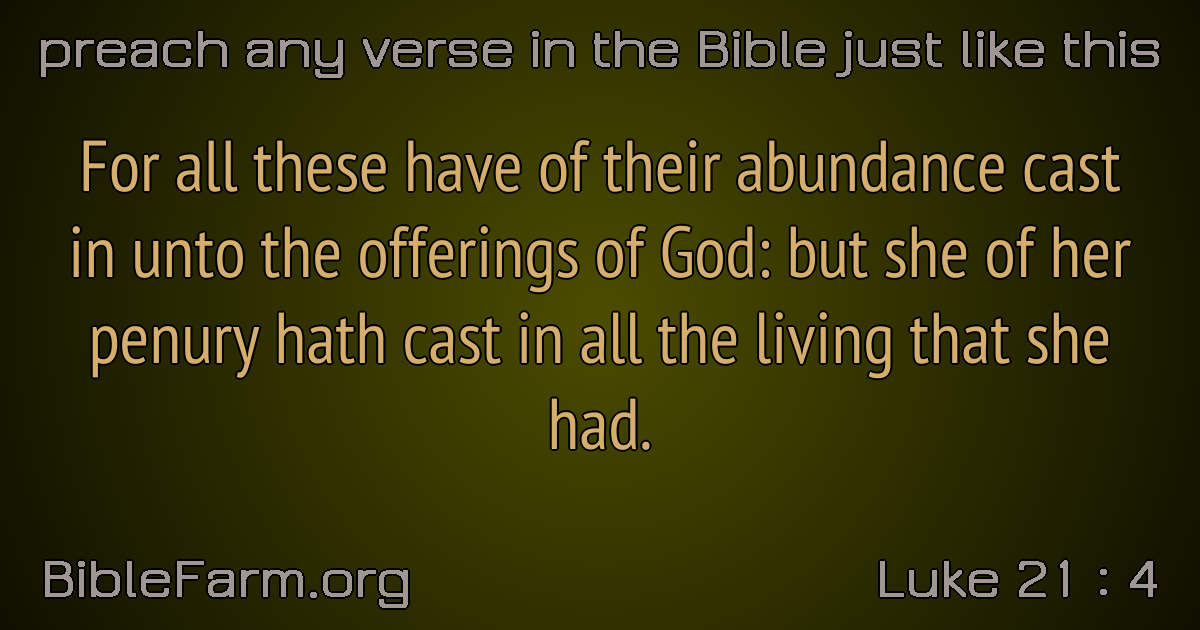 preach any verse in the Bible just like this
For all these have of their abundance cast
in unto the offerings of God: but she of her
penury hath cast in all the living that she
had.
BibleFarm.org
Luke 21 : 4